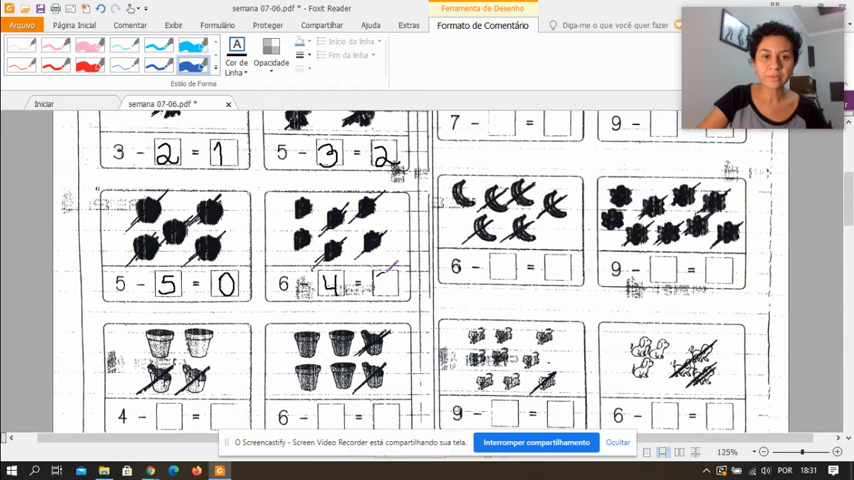 semana 07-06.pdf * - Foxit Reader
Ferramenta de Desenho
Arquivo
Página Inicial
Comentar
Exibir
Formulário
Proteger
Compartilhar
Ajuda
Extras
Formato de Comentário
Diga-me o que você quer fazer
Cor de Linha
Opacidade
Início da linha
Fim da linha
Estilo de Forma
Iniciar
semana 07-06.pdf *
3 - 2 = 1
5 - 3 = 2
7 - =
9 - =
5 - 5 = 0
6 - 4 =
6 - =
9 - =
4 - =
6 - =
9 - =
6 - =
O Screencastify - Screen Video Recorder está compartilhando sua tela.
Interromper compartilhamento
Ocultar
125%
POR
18:31